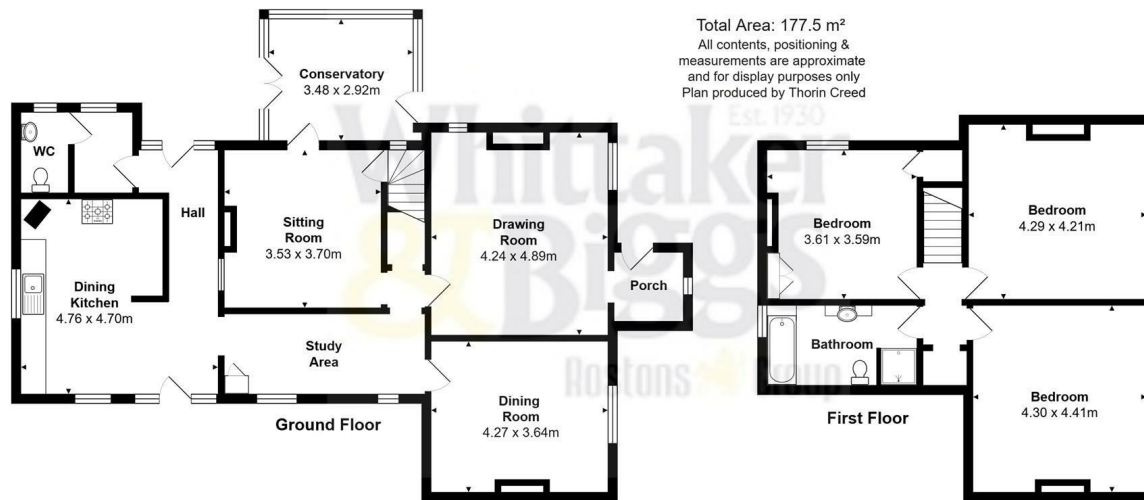 Total Area: 177.5 m²
All contents, positioning &
measurements are approximate
and for display purposes only
Plan produced by Thorin Creed
Est. 1930
Whittaker
& Biggs
Rostons Group
Conservatory
3.48 x 2.92m
WC
Hall
Sitting
Room
3.53 x 3.70m
Drawing
Room
4.24 x 4.89m
Porch
Dining
Kitchen
4.76 x 4.70m
Study
Area
Dining
Room
4.27 x 3.64m
Ground Floor
Bedroom
3.61 x 3.59m
Bedroom
4.29 x 4.21m
Bathroom
Bedroom
4.30 x 4.41m
First Floor